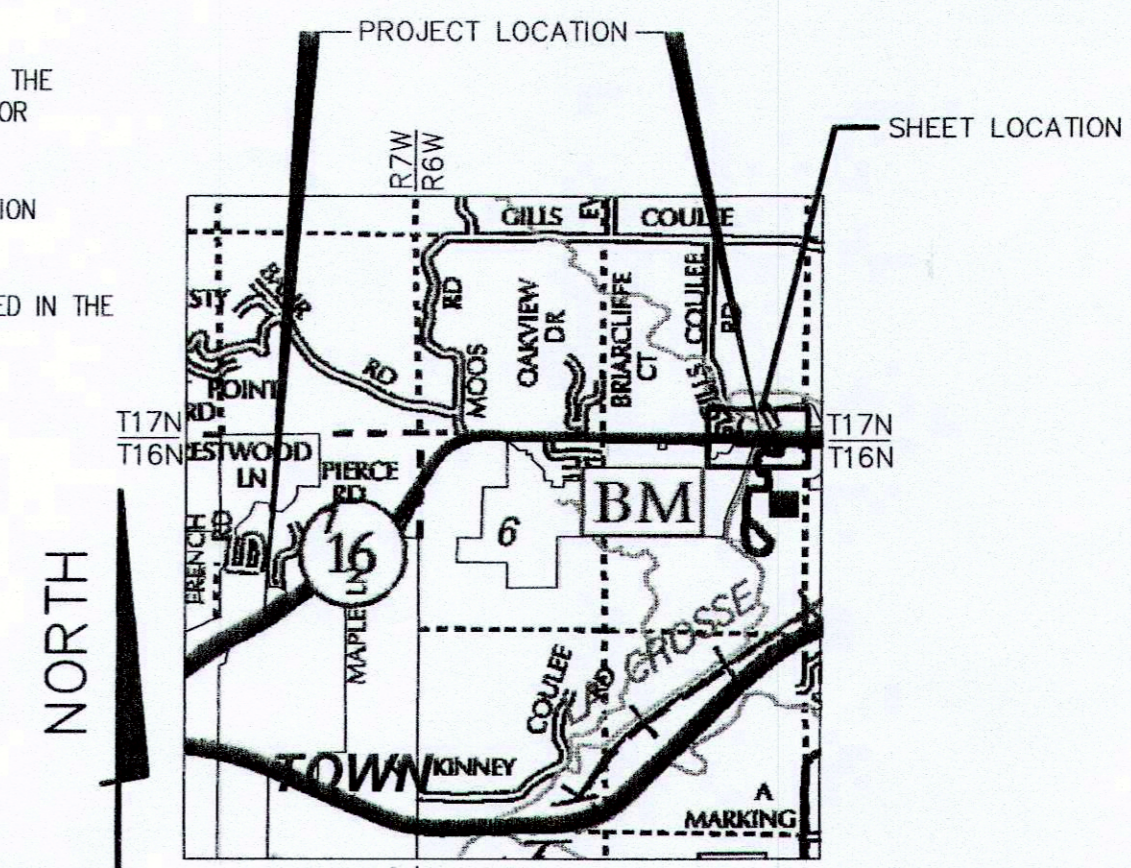 PROJECT LOCATION
THE
OR
SHEET LOCATION
ION
ED IN THE
R7W
R6W
GILLS
COULEE
BLAIR
RD
POINT
RD
RD
MOOS
OAKVIEW
DR
BRIARCLIFFE
CT
GILLS COULEE
RD
T17N
T16N
T17N
T16N
LN
PIERCE
RD
FRENCH
RD
16
MAPLE LN
6
BM
NORTH
CROSSE
COULEE
RD
TOWN
KINNEY
A
MARKING